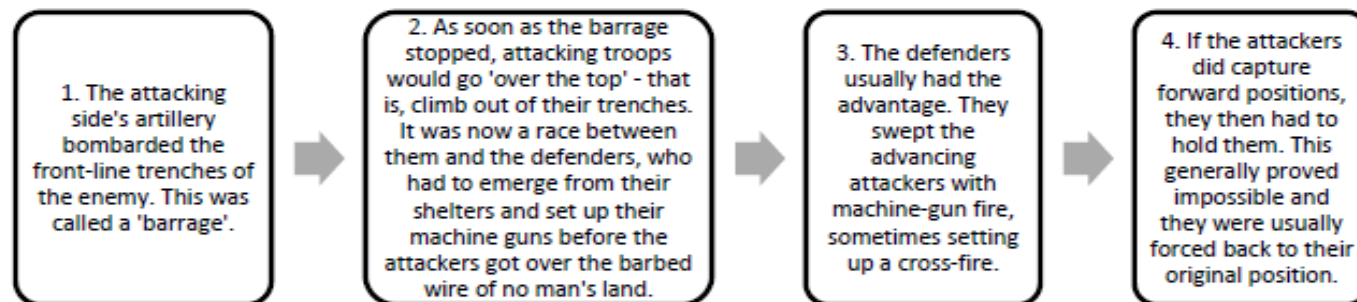 1. The attacking
side's artillery
bombarded the
front-line trenches of
the enemy. This was
called a 'barrage'.
2. As soon as the barrage
stopped, attacking troops
would go 'over the top' - that
is, climb out of their trenches.
It was now a race between
them and the defenders, who
had to emerge from their
shelters and set up their
machine guns before the
attackers got over the barbed
wire of no man's land.
3. The defenders
usually had the
advantage. They
swept the
advancing
attackers with
machine-gun fire,
sometimes setting
up a cross-fire.
4. If the attackers
did capture
forward positions,
they then had to
hold them. This
generally proved
impossible and
they were usually
forced back to their
original position.